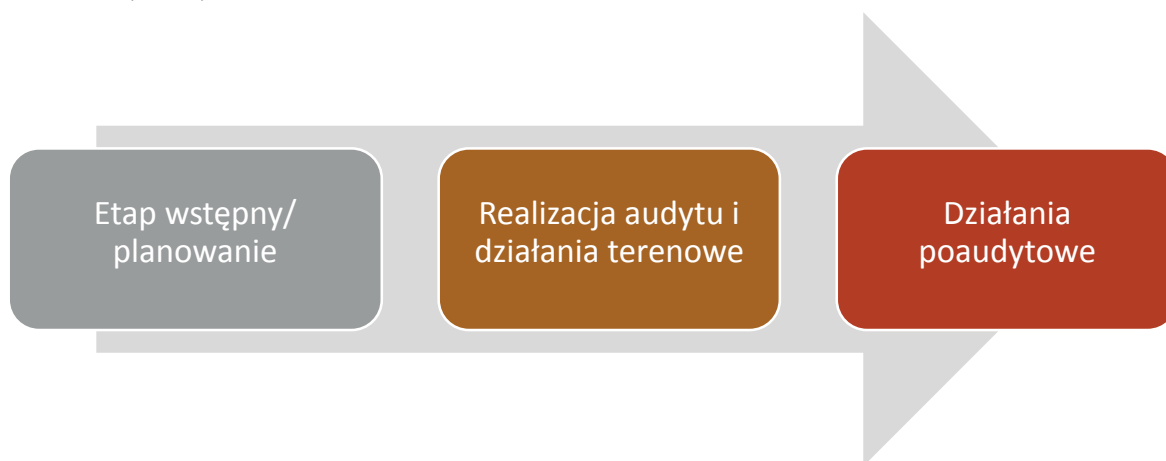 Etap wstępny/
planowanie
Realizacja audytu i
działania terenowe
Działania
poaudytowe